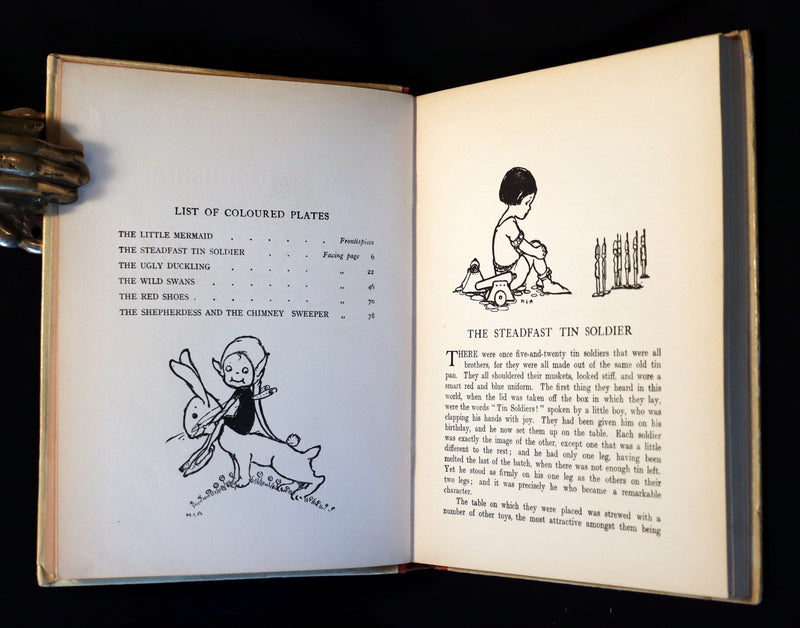 LIST OF COLOURED PLATES
THE LITTLE MERMAID . . . . . . Frontispiece
THE STEADFAST TIN SOLDIER . . . Facing page 6
THE UGLY DUCKLING . . . . . „ 22
THE WILD SWANS . . . . . „ 46
THE RED SHOES . . . . . . „ 70
THE SHEPHERDESS AND THE CHIMNEY SWEEPER „ 78
M.L.A
M.L.A
THE STEADFAST TIN SOLDIER
THERE were once five-and-twenty tin soldiers that were all
brothers, for they were all made out of the same old tin
pan. They all shouldered their muskets, looked stiff, and wore a
smart red and blue uniform. The first thing they heard in this
world, when the lid was taken off the box in which they lay,
were the words "Tin Soldiers!" spoken by a little boy, who was
clapping his hands with joy. They had been given him on his
birthday, and he now set them up on the table. Each soldier
was exactly the image of the other, except one that was a little
different to the rest; and he had only one leg, having been
melted the last of the batch, when there was not enough tin left.
Yet he stood as firmly on his one leg as the others on their
two legs; and it was precisely he who became a remarkable
character.
The table on which they were placed was strewed with a
number of other toys, the most attractive amongst them being